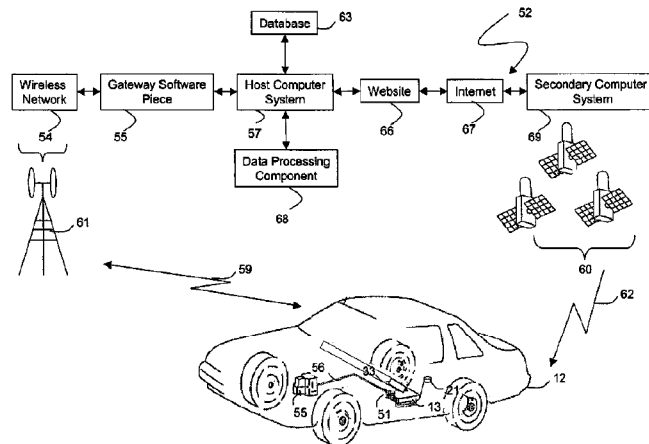 Database
63
52
Wireless
Network
Gateway Software
Piece
Host Computer
System
Website
Internet
Secondary Computer
System
54
55
57
66
67
69
Data Processing
Component
68
61
60
59
62
56
83
12
21
51
13
55